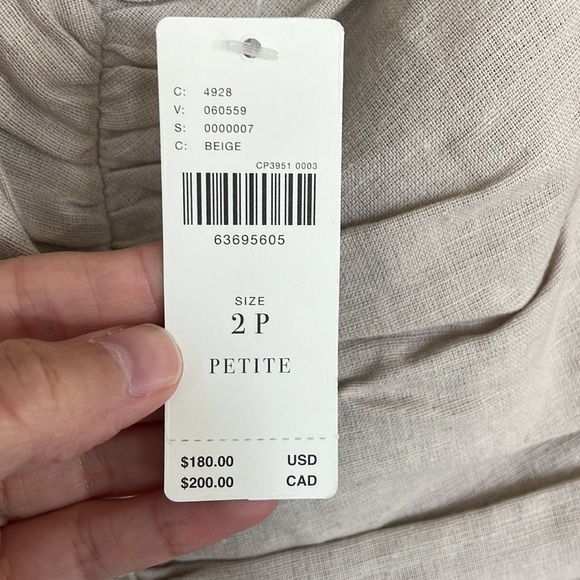 C: 4928
V: 060559
S: 0000007
C: BEIGE
CP3951 0003
63695605
SIZE
2 P
PETITE
$180.00 USD
$200.00 CAD